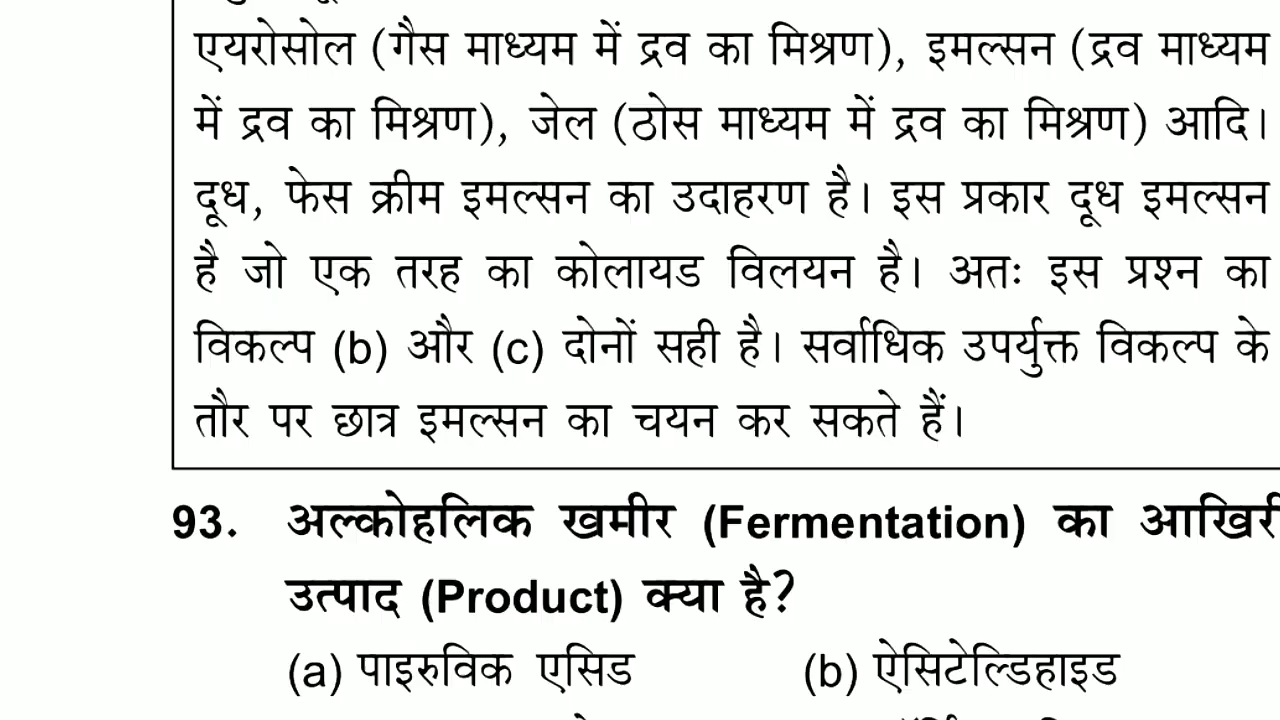 एयरोसोल (गैस माध्यम में द्रव का मिश्रण), इमल्सन (द्रव माध्यम
में द्रव का मिश्रण), जेल (ठोस माध्यम में द्रव का मिश्रण) आदि।
दूध, फेस क्रीम इमल्सन का उदाहरण है। इस प्रकार दूध इमल्सन
है जो एक तरह का कोलायड विलयन है। अतः इस प्रश्न का
विकल्प (b) और (c) दोनों सही है। सर्वाधिक उपर्युक्त विकल्प के
तौर पर छात्र इमल्सन का चयन कर सकते हैं।
93. अल्कोहलिक खमीर (Fermentation) का आखिरी
उत्पाद (Product) क्या है?
(a) पाइरुविक एसिड (b) ऐसिटेल्डिहाइड